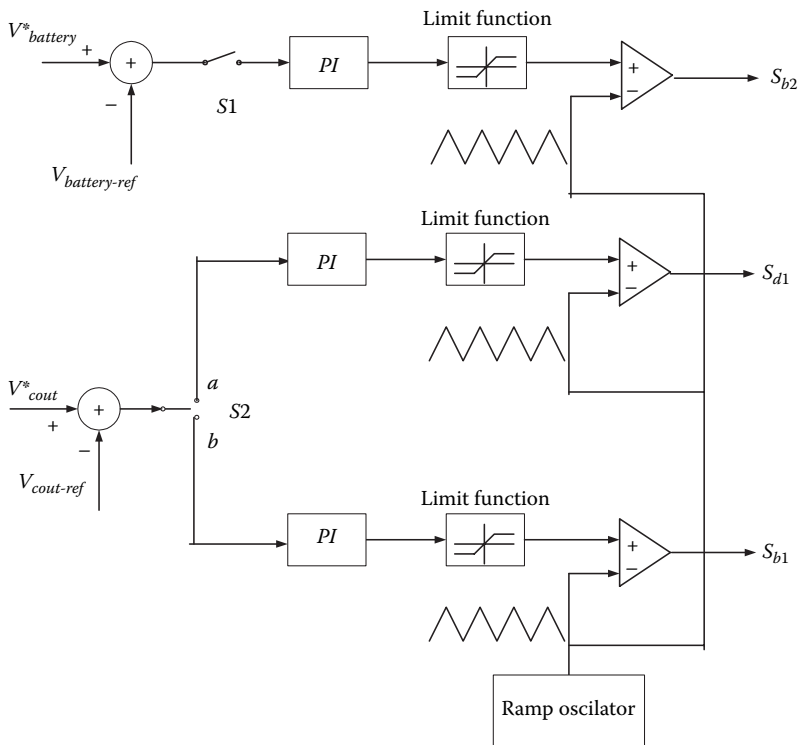 Limit function
V*battery
+
+
−
S1
PI
+
−
Sb2
Vbattery-ref
Limit function
PI
+
−
Sd1
a
V*cout
+
+
−
S2
b
Vcout-ref
Limit function
PI
+
−
Sb1
Ramp oscilator